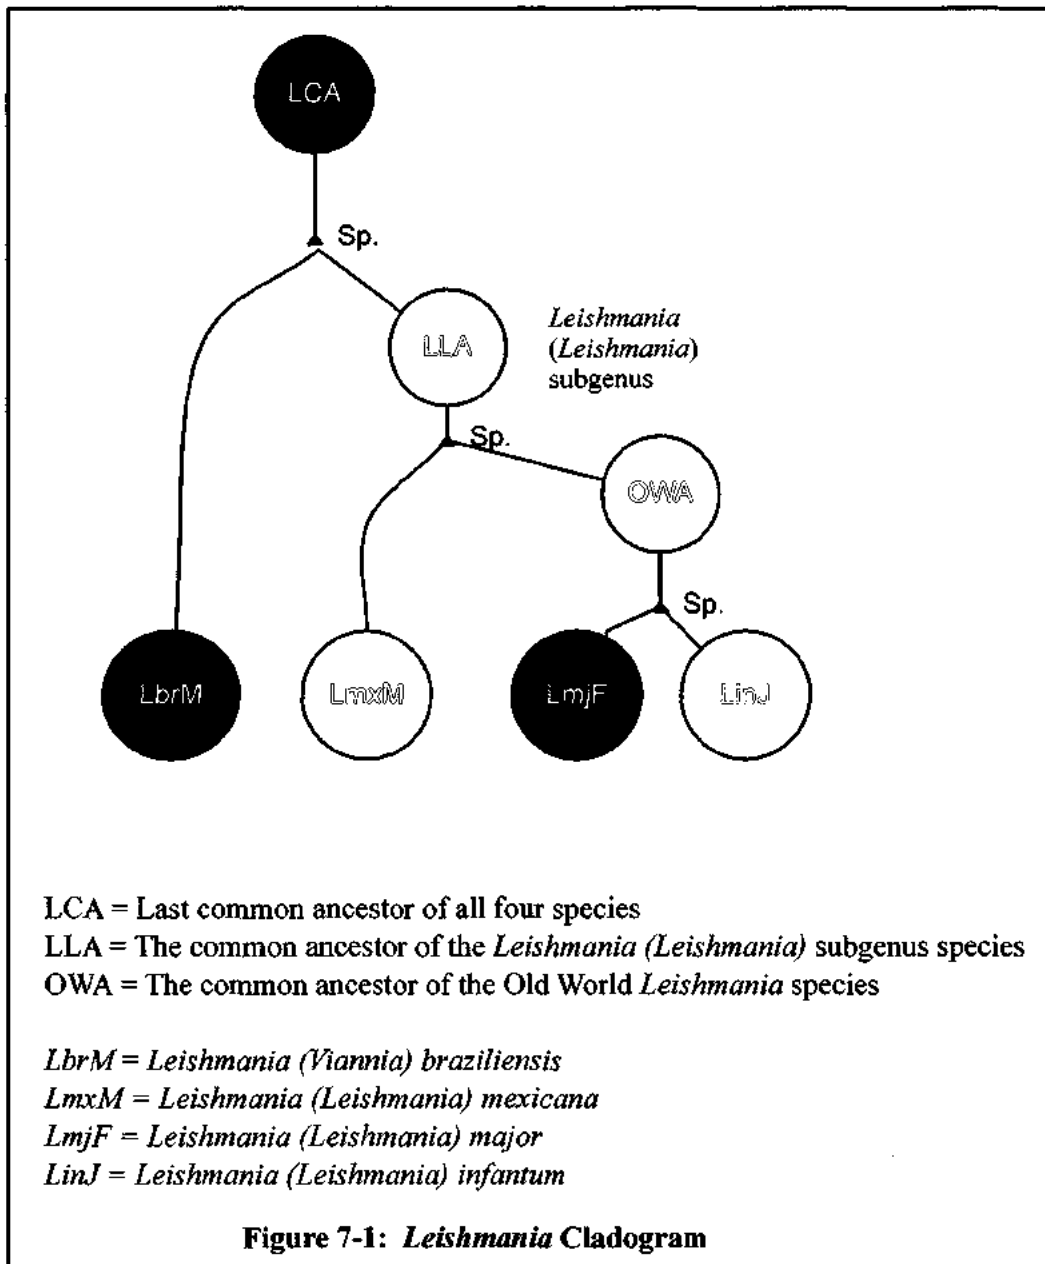 LCA
Sp.
LLA
Leishmania
(Leishmania)
subgenus
Sp.
OWA
Sp.
LbrM
LmxM
LmjF
LinJ
LCA = Last common ancestor of all four species
LLA = The common ancestor of the Leishmania (Leishmania) subgenus species
OWA = The common ancestor of the Old World Leishmania species
LbrM = Leishmania (Viannia) braziliensis
LmxM = Leishmania (Leishmania) mexicana
LmjF = Leishmania (Leishmania) major
LinJ = Leishmania (Leishmania) infantum
Figure 7-1: Leishmania Cladogram